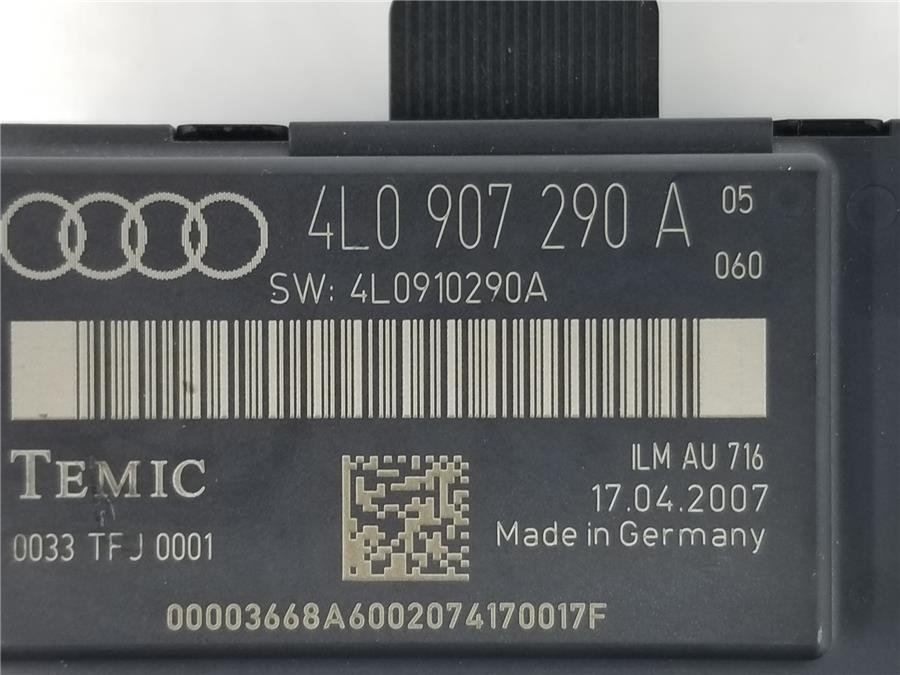 4L0 907 290 A 05
060
SW: 4L0910290A
TEMIC
0033 TFJ 0001
ILM AU 716
17.04.2007
Made in Germany
00003668A6002074170017F